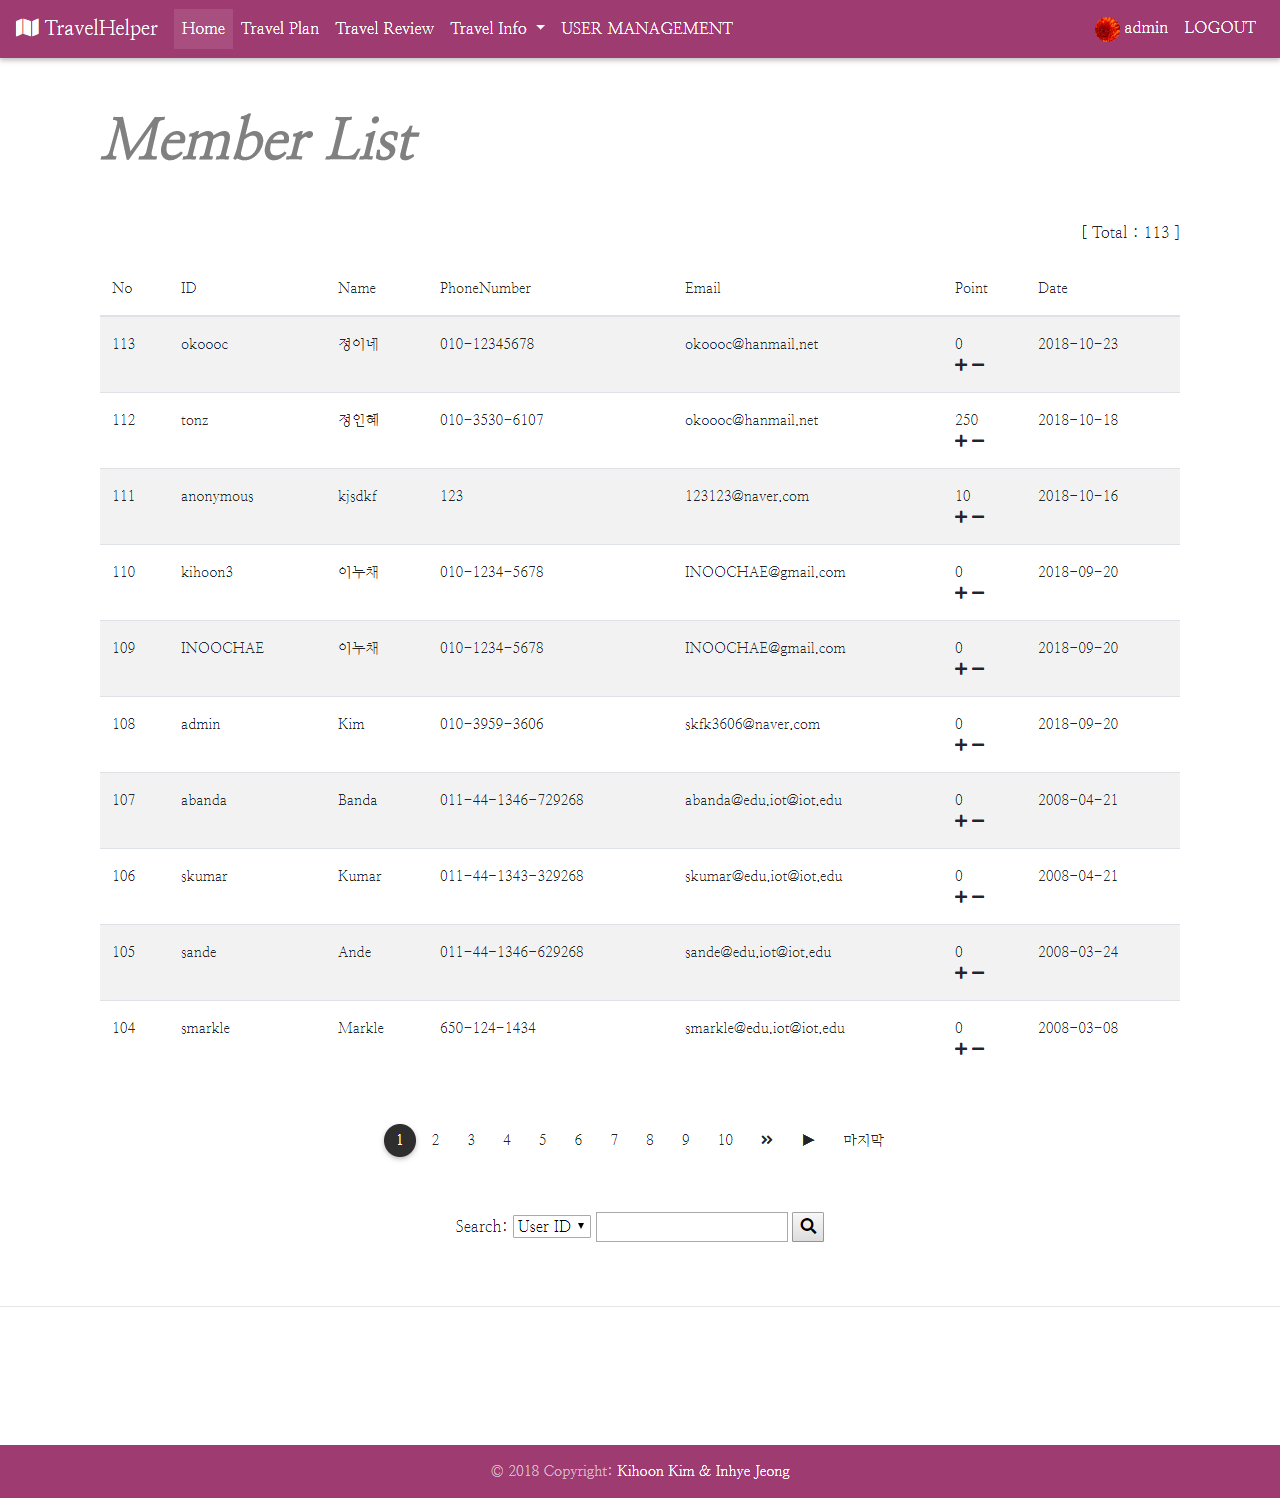 TravelHelper Home Travel Plan Travel Review Travel Info USER MANAGEMENT admin LOGOUT
Member List
[ Total : 113 ]
No ID Name PhoneNumber Email Point Date
113 okoooc 정이네 010-12345678 okoooc@hanmail.net 0 2018-10-23
112 tonz 정인혜 010-3530-6107 okoooc@hanmail.net 250 2018-10-18
111 anonymous kjsdkf 123 123123@naver.com 10 2018-10-16
110 kihoon3 이누채 010-1234-5678 INOOCHAE@gmail.com 0 2018-09-20
109 INOOCHAE 이누채 010-1234-5678 INOOCHAE@gmail.com 0 2018-09-20
108 admin Kim 010-3959-3606 skfk3606@naver.com 0 2018-09-20
107 abanda Banda 011-44-1346-729268 abanda@edu.iot@iot.edu 0 2008-04-21
106 skumar Kumar 011-44-1343-329268 skumar@edu.iot@iot.edu 0 2008-04-21
105 sande Ande 011-44-1346-629268 sande@edu.iot@iot.edu 0 2008-03-24
104 smarkle Markle 650-124-1434 smarkle@edu.iot@iot.edu 0 2008-03-08
1 2 3 4 5 6 7 8 9 10 » ▶ 마지막
Search: User ID
© 2018 Copyright: Kihoon Kim & Inhye Jeong